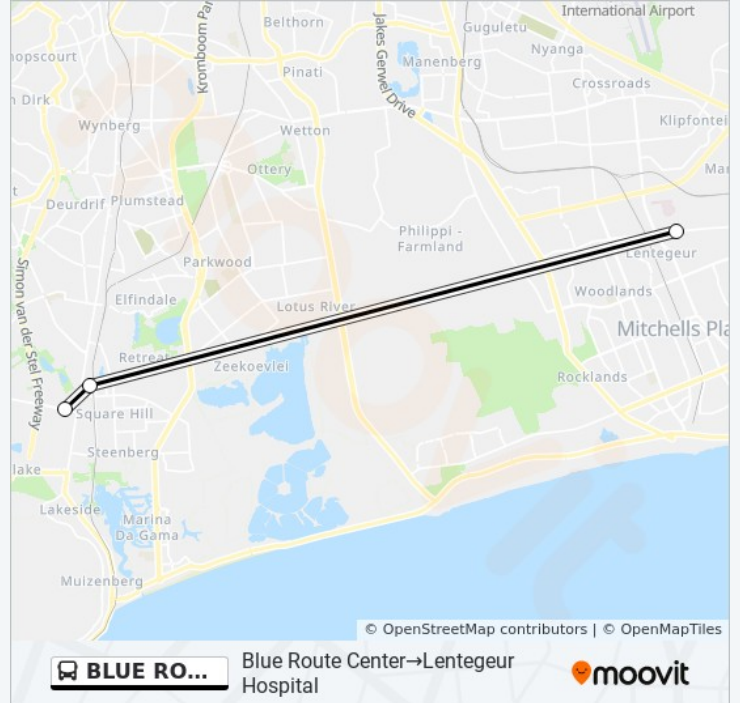 International Airport
Belthorn
Guguletu
Kromboom Par
Jakes Gerwel Drive
Nyanga
hopscourt
Manenberg
Pinati
Crossroads
n Dirk
Klipfontei
Wynberg
Wetton
Ottery
Mar
t
Deurdrif
Plumstead
Philippi -
Farmland
Lentegeur
Parkwood
Simon van der Stel Freeway
Woodlands
Elfindale
Lotus River
Mitchells Pla
Retreat
Zeekoevlei
Rocklands
Square Hill
Steenberg
lake
Lakeside
Marina
Da Gama
Muizenberg
© OpenStreetMap contributors | © OpenMapTiles
BLUE RO...
Blue Route Center→Lentegeur
Hospital
moovit